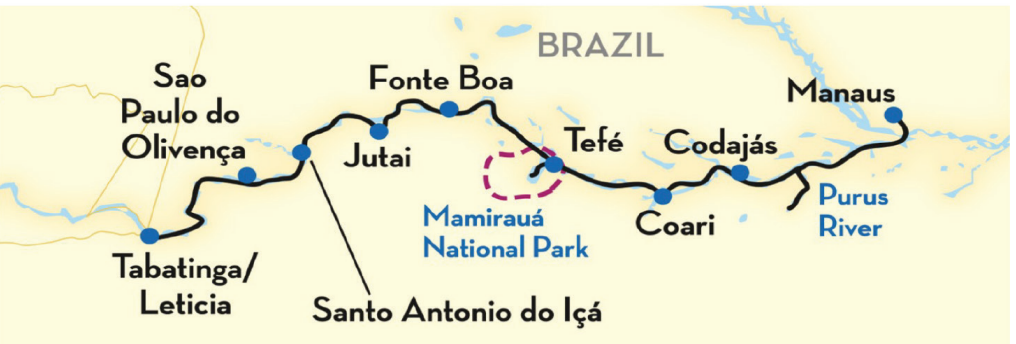 BRAZIL
Sao
Paulo do
Olivença
Fonte Boa
Manaus
Jutai
Tefé
Codajás
Mamirauá
National Park
Coari
Purus
River
Tabatinga/
Leticia
Santo Antonio do Içá